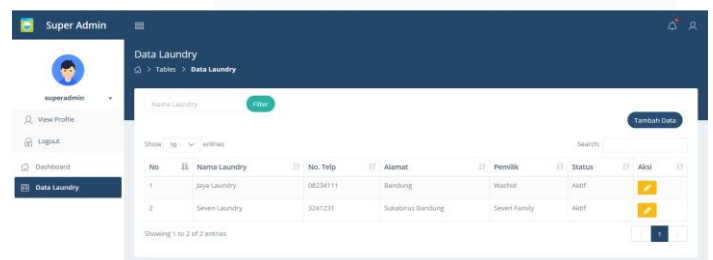 Super Admin
superadmin
View Profile
Logout
Dashboard
Data Laundry
Data Laundry
> Tables > Data Laundry
Nama Laundry
Filter
Tambah Data
Show 10 entries
Search:
No Nama Laundry No. Telp Alamat Pemilik Status Aksi
1 Jaya Laundry 08234111 Bandung Wachid Aktif
2 Seven Laundry 3241231 Sukabirus Bandung Seven Family Aktif
Showing 1 to 2 of 2 entries
1